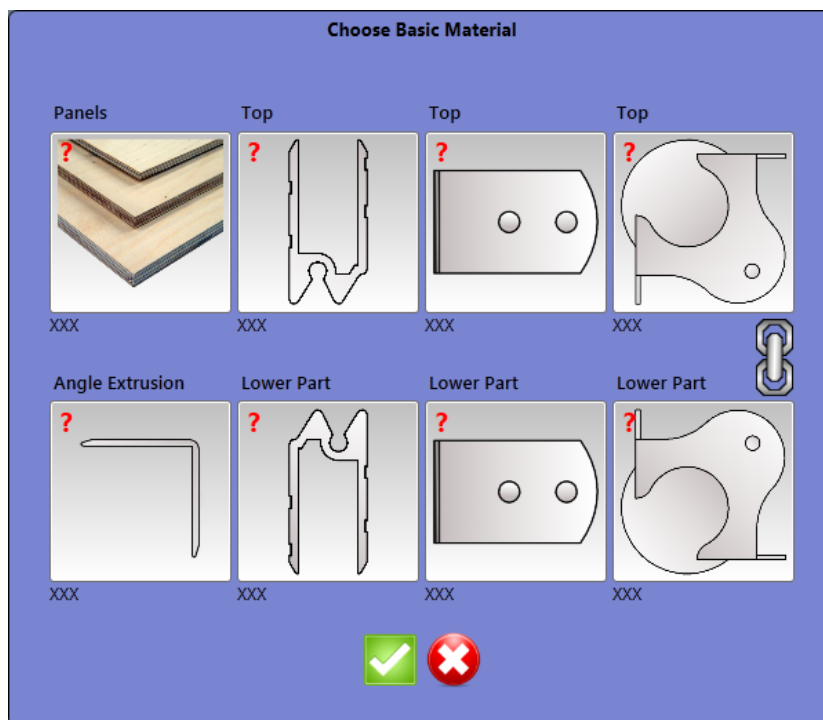 Choose Basic Material
Panels Top Top Top
? ? ? ?
XXX XXX XXX XXX
Angle Extrusion Lower Part Lower Part Lower Part
? ? ? ?
XXX XXX XXX XXX